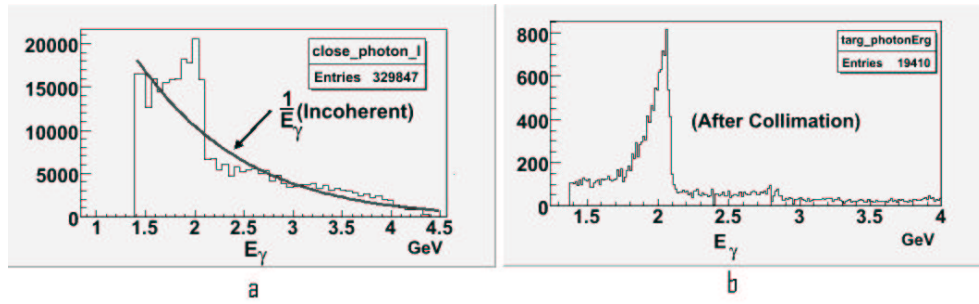 close_photon_I
Entries 329847
20000
15000
10000
5000
0
1/Eγ (Incoherent)
1 1.5 2 2.5 3 3.5 4 4.5
Eγ GeV
a
targ_photonErg
Entries 19410
800
600
400
200
0
(After Collimation)
1.5 2 2.5 3 3.5 4
Eγ GeV
b